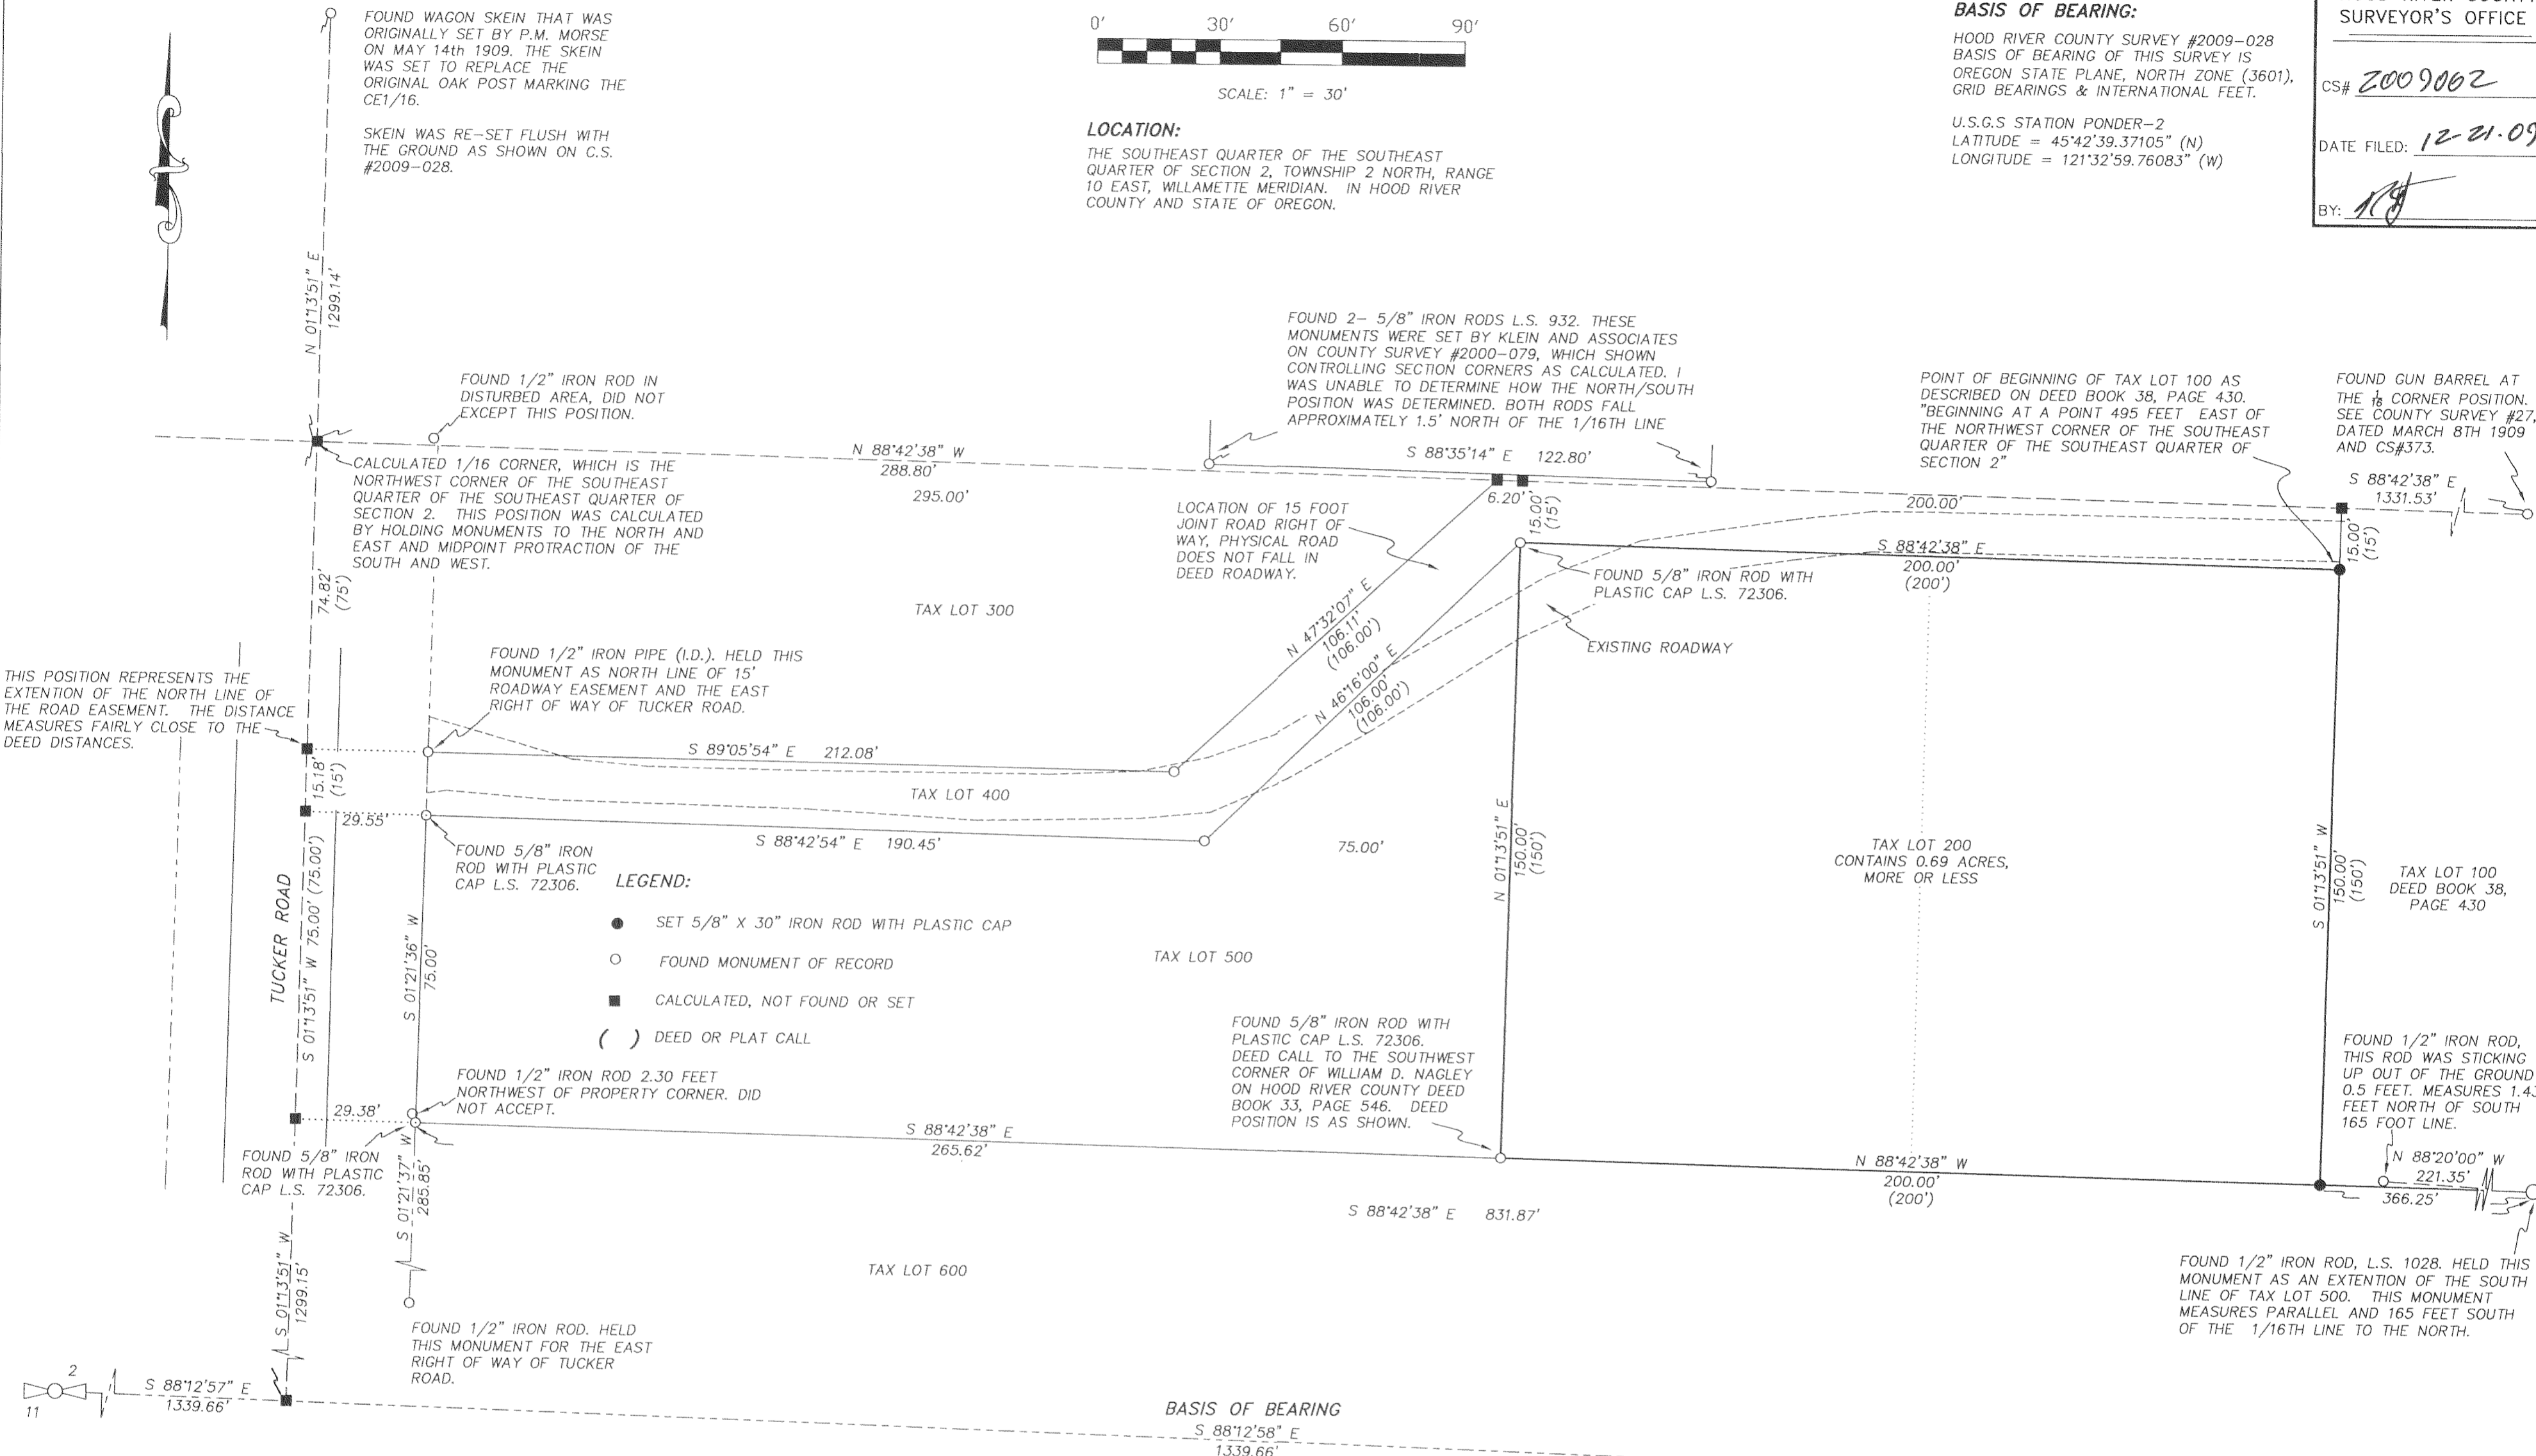 FOUND WAGON SKEIN THAT WAS
ORIGINALLY SET BY P.M. MORSE
ON MAY 14th 1909. THE SKEIN
WAS SET TO REPLACE THE
ORIGINAL OAK POST MARKING THE
CE1/16.
SKEIN WAS RE-SET FLUSH WITH
THE GROUND AS SHOWN ON C.S.
#2009-028.
0' 30' 60' 90'
SCALE: 1" = 30'
LOCATION:
THE SOUTHEAST QUARTER OF THE SOUTHEAST
QUARTER OF SECTION 2, TOWNSHIP 2 NORTH, RANGE
10 EAST, WILLAMETTE MERIDIAN. IN HOOD RIVER
COUNTY AND STATE OF OREGON.
BASIS OF BEARING:
HOOD RIVER COUNTY SURVEY #2009-028
BASIS OF BEARING OF THIS SURVEY IS
OREGON STATE PLANE, NORTH ZONE (3601),
GRID BEARINGS & INTERNATIONAL FEET.
U.S.G.S STATION PONDER-2
LATITUDE = 45°42'39.37105" (N)
LONGITUDE = 121°32'59.76083" (W)
SURVEYOR'S OFFICE
CS# 2009062
DATE FILED: 12-21-09
BY:
N 01°13'51" E
1299.14'
FOUND 1/2" IRON ROD IN
DISTURBED AREA, DID NOT
EXCEPT THIS POSITION.
FOUND 2- 5/8" IRON RODS L.S. 932. THESE
MONUMENTS WERE SET BY KLEIN AND ASSOCIATES
ON COUNTY SURVEY #2000-079, WHICH SHOWN
CONTROLLING SECTION CORNERS AS CALCULATED. I
WAS UNABLE TO DETERMINE HOW THE NORTH/SOUTH
POSITION WAS DETERMINED. BOTH RODS FALL
APPROXIMATELY 1.5' NORTH OF THE 1/16TH LINE
POINT OF BEGINNING OF TAX LOT 100 AS
DESCRIBED ON DEED BOOK 38, PAGE 430.
"BEGINNING AT A POINT 495 FEET EAST OF
THE NORTHWEST CORNER OF THE SOUTHEAST
QUARTER OF THE SOUTHEAST QUARTER OF
SECTION 2"
FOUND GUN BARREL AT
THE 1/16 CORNER POSITION.
SEE COUNTY SURVEY #27,
DATED MARCH 8TH 1909
AND CS#373.
S 88°42'38" E
1331.53'
N 88°42'38" W
288.80'
295.00'
S 88°35'14" E 122.80'
6.20'
15.00'
(15')
200.00'
15.00'
(15')
CALCULATED 1/16 CORNER, WHICH IS THE
NORTHWEST CORNER OF THE SOUTHEAST
QUARTER OF THE SOUTHEAST QUARTER OF
SECTION 2. THIS POSITION WAS CALCULATED
BY HOLDING MONUMENTS TO THE NORTH AND
EAST AND MIDPOINT PROTRACTION OF THE
SOUTH AND WEST.
LOCATION OF 15 FOOT
JOINT ROAD RIGHT OF
WAY, PHYSICAL ROAD
DOES NOT FALL IN
DEED ROADWAY.
S 88°42'38" E
200.00'
(200')
FOUND 5/8" IRON ROD WITH
PLASTIC CAP L.S. 72306.
74.82'
(75')
TAX LOT 300
N 47°32'07" E
106.11'
(106.00')
N 46°16'00" E
106.00'
(106.00')
EXISTING ROADWAY
THIS POSITION REPRESENTS THE
EXTENTION OF THE NORTH LINE OF
THE ROAD EASEMENT. THE DISTANCE
MEASURES FAIRLY CLOSE TO THE
DEED DISTANCES.
FOUND 1/2" IRON PIPE (I.D.). HELD THIS
MONUMENT AS NORTH LINE OF 15'
ROADWAY EASEMENT AND THE EAST
RIGHT OF WAY OF TUCKER ROAD.
S 89°05'54" E 212.08'
15.18'
(15')
TAX LOT 400
29.55'
S 88°42'54" E 190.45'
75.00'
FOUND 5/8" IRON
ROD WITH PLASTIC
CAP L.S. 72306.
N 01°13'51" E
150.00'
(150')
TAX LOT 200
CONTAINS 0.69 ACRES,
MORE OR LESS
S 01°13'51" W
150.00'
(150')
TAX LOT 100
DEED BOOK 38,
PAGE 430
TUCKER ROAD
S 01°13'51" W 75.00' (75.00')
S 01°21'36" W
75.00'
LEGEND:
SET 5/8" X 30" IRON ROD WITH PLASTIC CAP
FOUND MONUMENT OF RECORD
CALCULATED, NOT FOUND OR SET
( ) DEED OR PLAT CALL
TAX LOT 500
FOUND 1/2" IRON ROD 2.30 FEET
NORTHWEST OF PROPERTY CORNER. DID
NOT ACCEPT.
29.38'
FOUND 5/8" IRON
ROD WITH PLASTIC
CAP L.S. 72306.
S 88°42'38" E
265.62'
FOUND 5/8" IRON ROD WITH
PLASTIC CAP L.S. 72306.
DEED CALL TO THE SOUTHWEST
CORNER OF WILLIAM D. NAGLEY
ON HOOD RIVER COUNTY DEED
BOOK 33, PAGE 546. DEED
POSITION IS AS SHOWN.
N 88°42'38" W
200.00'
(200')
FOUND 1/2" IRON ROD,
THIS ROD WAS STICKING
UP OUT OF THE GROUND
0.5 FEET. MEASURES 1.43
FEET NORTH OF SOUTH
165 FOOT LINE.
N 88°20'00" W
221.35'
366.25'
S 88°42'38" E 831.87'
S 01°21'37" W
285.85'
TAX LOT 600
FOUND 1/2" IRON ROD, L.S. 1028. HELD THIS
MONUMENT AS AN EXTENTION OF THE SOUTH
LINE OF TAX LOT 500. THIS MONUMENT
MEASURES PARALLEL AND 165 FEET SOUTH
OF THE 1/16TH LINE TO THE NORTH.
S 01°13'51" W
1299.15'
FOUND 1/2" IRON ROD. HELD
THIS MONUMENT FOR THE EAST
RIGHT OF WAY OF TUCKER
ROAD.
2
11
S 88°12'57" E
1339.66'
BASIS OF BEARING
S 88°12'58" E
1339.66'